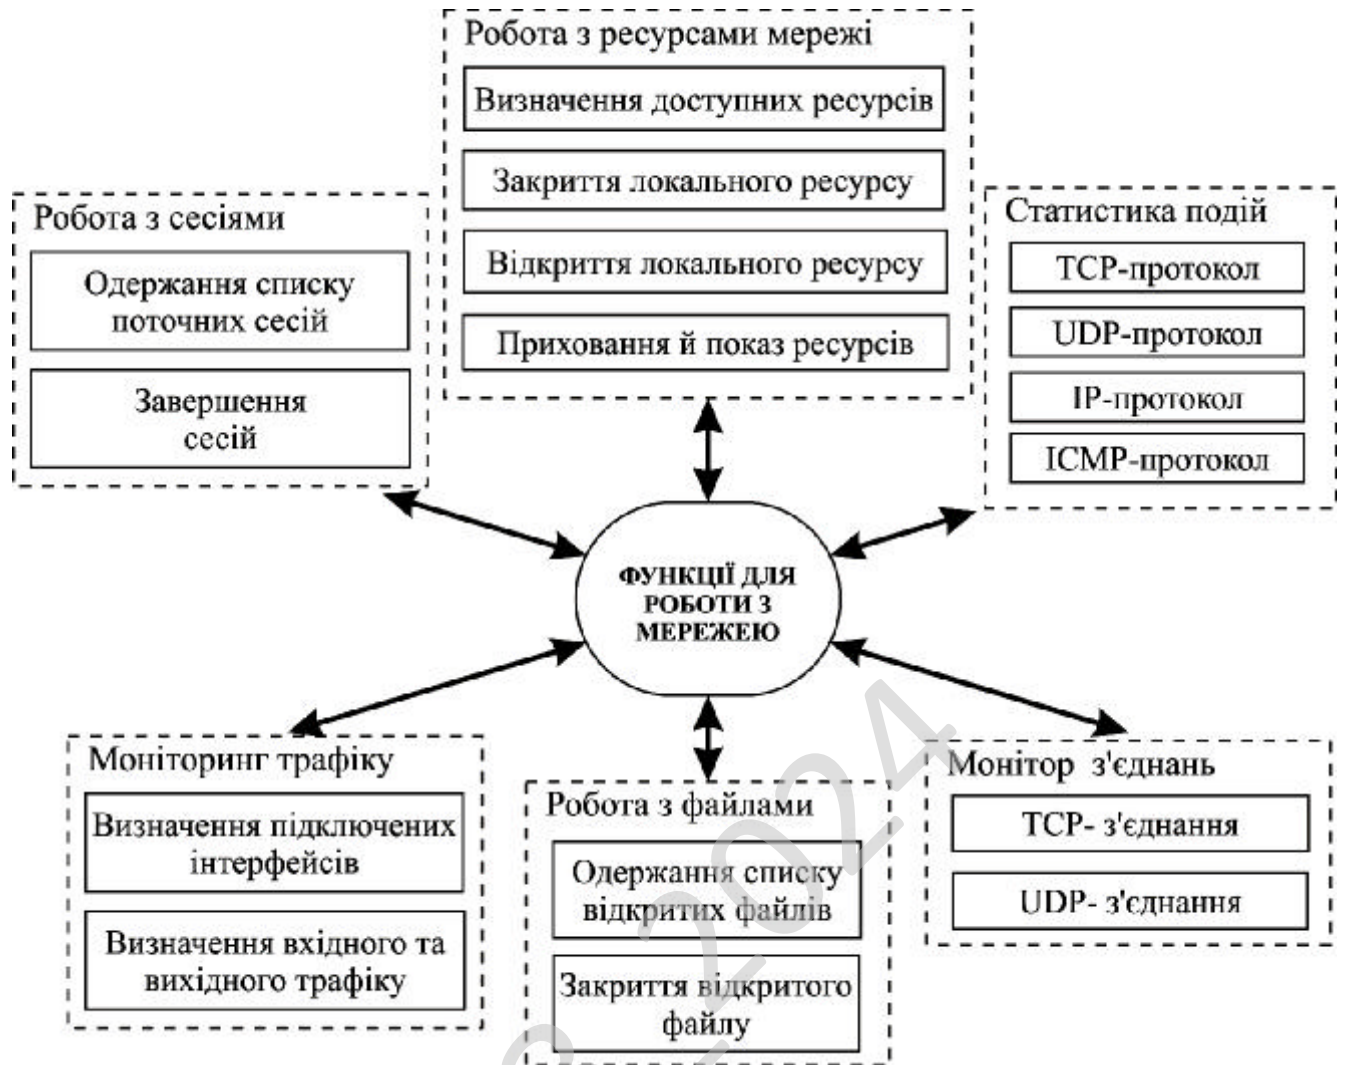 Робота з ресурсами мережі
Визначення доступних ресурсів
Закриття локального ресурсу
Відкриття локального ресурсу
Приховання й показ ресурсів
Робота з сесіями
Одержання списку
поточних сесій
Завершення
сесій
Статистика подій
TCP-протокол
UDP-протокол
IP-протокол
ICMP-протокол
ФУНКЦІЇ ДЛЯ
РОБОТИ З
МЕРЕЖЕЮ
Моніторинг трафіку
Визначення підключених
інтерфейсів
Визначення вхідного та
вихідного трафіку
Робота з файлами
Одержання списку
відкритих файлів
Закриття відкритого
файлу
Монітор з'єднань
TCP- з'єднання
UDP- з'єднання
2024